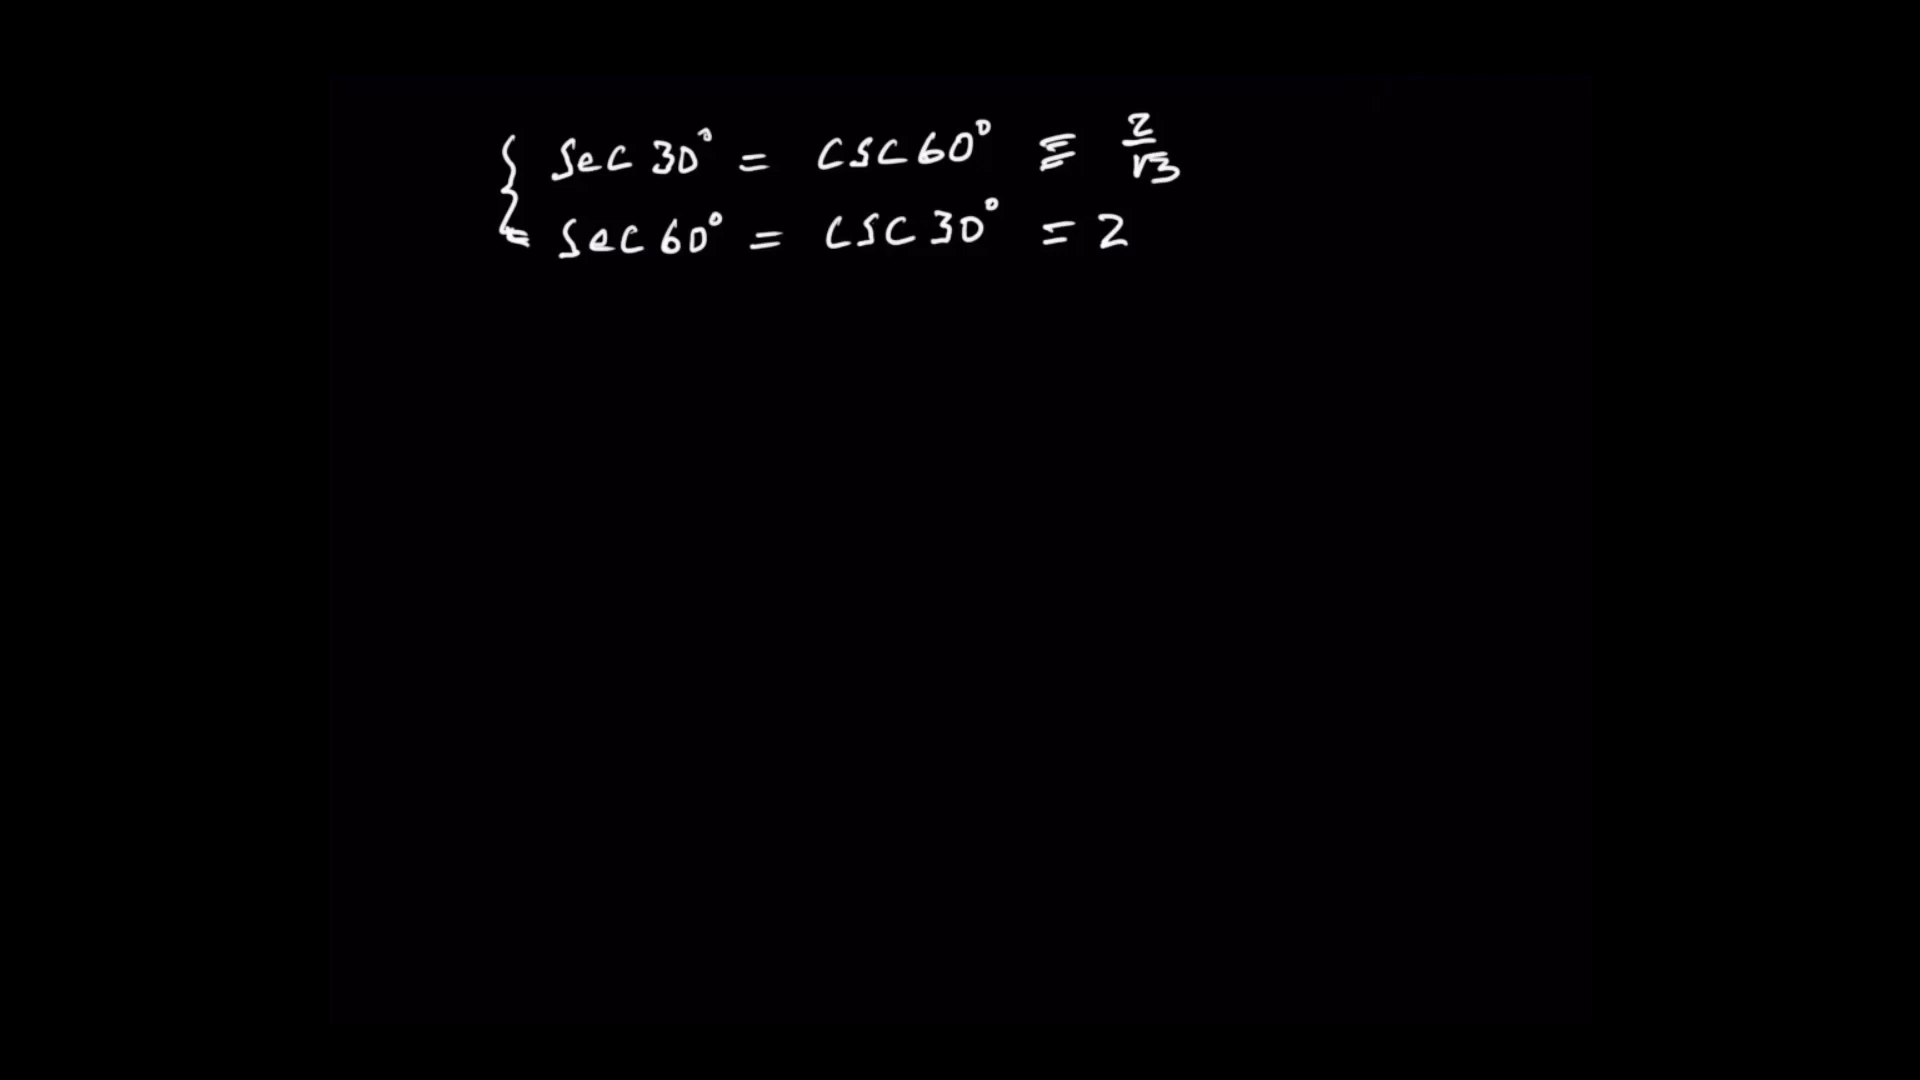 { Sec 30° = CSC 60° = 2/√3
Sec 60° = CSC 30° = 2